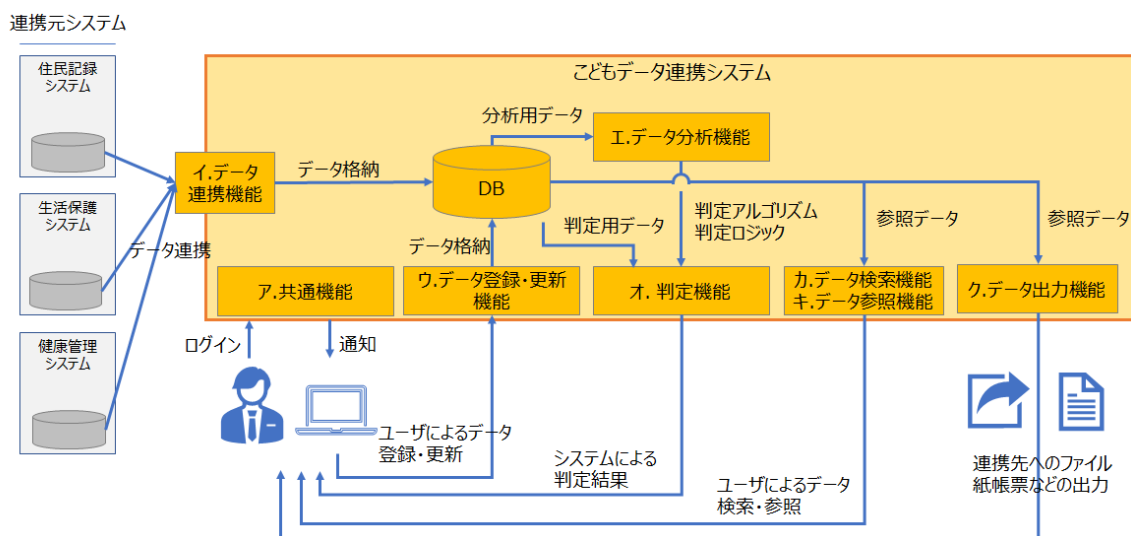 連携元システム
住民記録
システム
生活保護
システム
健康管理
システム
データ連携
こどもデータ連携システム
イ.データ
連携機能
データ格納
DB
分析用データ
エ.データ分析機能
判定用データ
判定アルゴリズム
判定ロジック
参照データ
参照データ
データ格納
ア.共通機能
ウ.データ登録・更新
機能
オ. 判定機能
カ.データ検索機能
キ.データ参照機能
ク.データ出力機能
ログイン
通知
ユーザによるデータ
登録・更新
システムによる
判定結果
ユーザによるデータ
検索・参照
連携先へのファイル
紙帳票などの出力